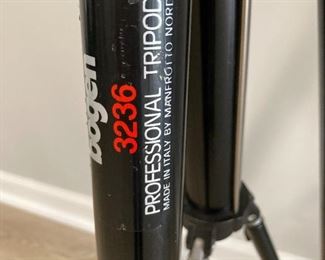 bogen
3236
PROFESSIONAL TRIPOD
MADE IN ITALY BY MANFROTTO NORD